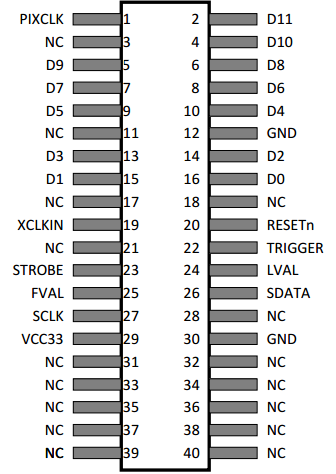 PIXCLK 1 2 D11
NC 3 4 D10
D9 5 6 D8
D7 7 8 D6
D5 9 10 D4
NC 11 12 GND
D3 13 14 D2
D1 15 16 D0
NC 17 18 NC
XCLKIN 19 20 RESETn
NC 21 22 TRIGGER
STROBE 23 24 LVAL
FVAL 25 26 SDATA
SCLK 27 28 NC
VCC33 29 30 GND
NC 31 32 NC
NC 33 34 NC
NC 35 36 NC
NC 37 38 NC
NC 39 40 NC